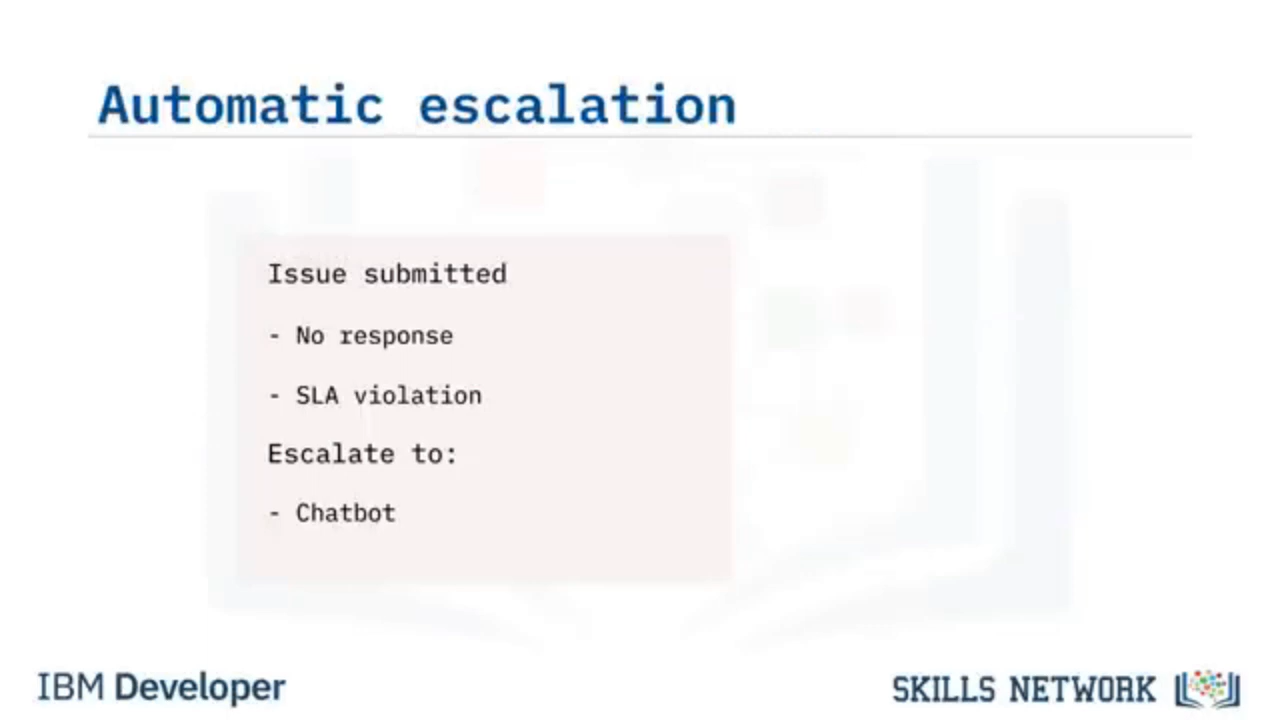 Automatic escalation
Issue submitted
- No response
- SLA violation
Escalate to:
- Chatbot
IBM Developer
SKILLS NETWORK